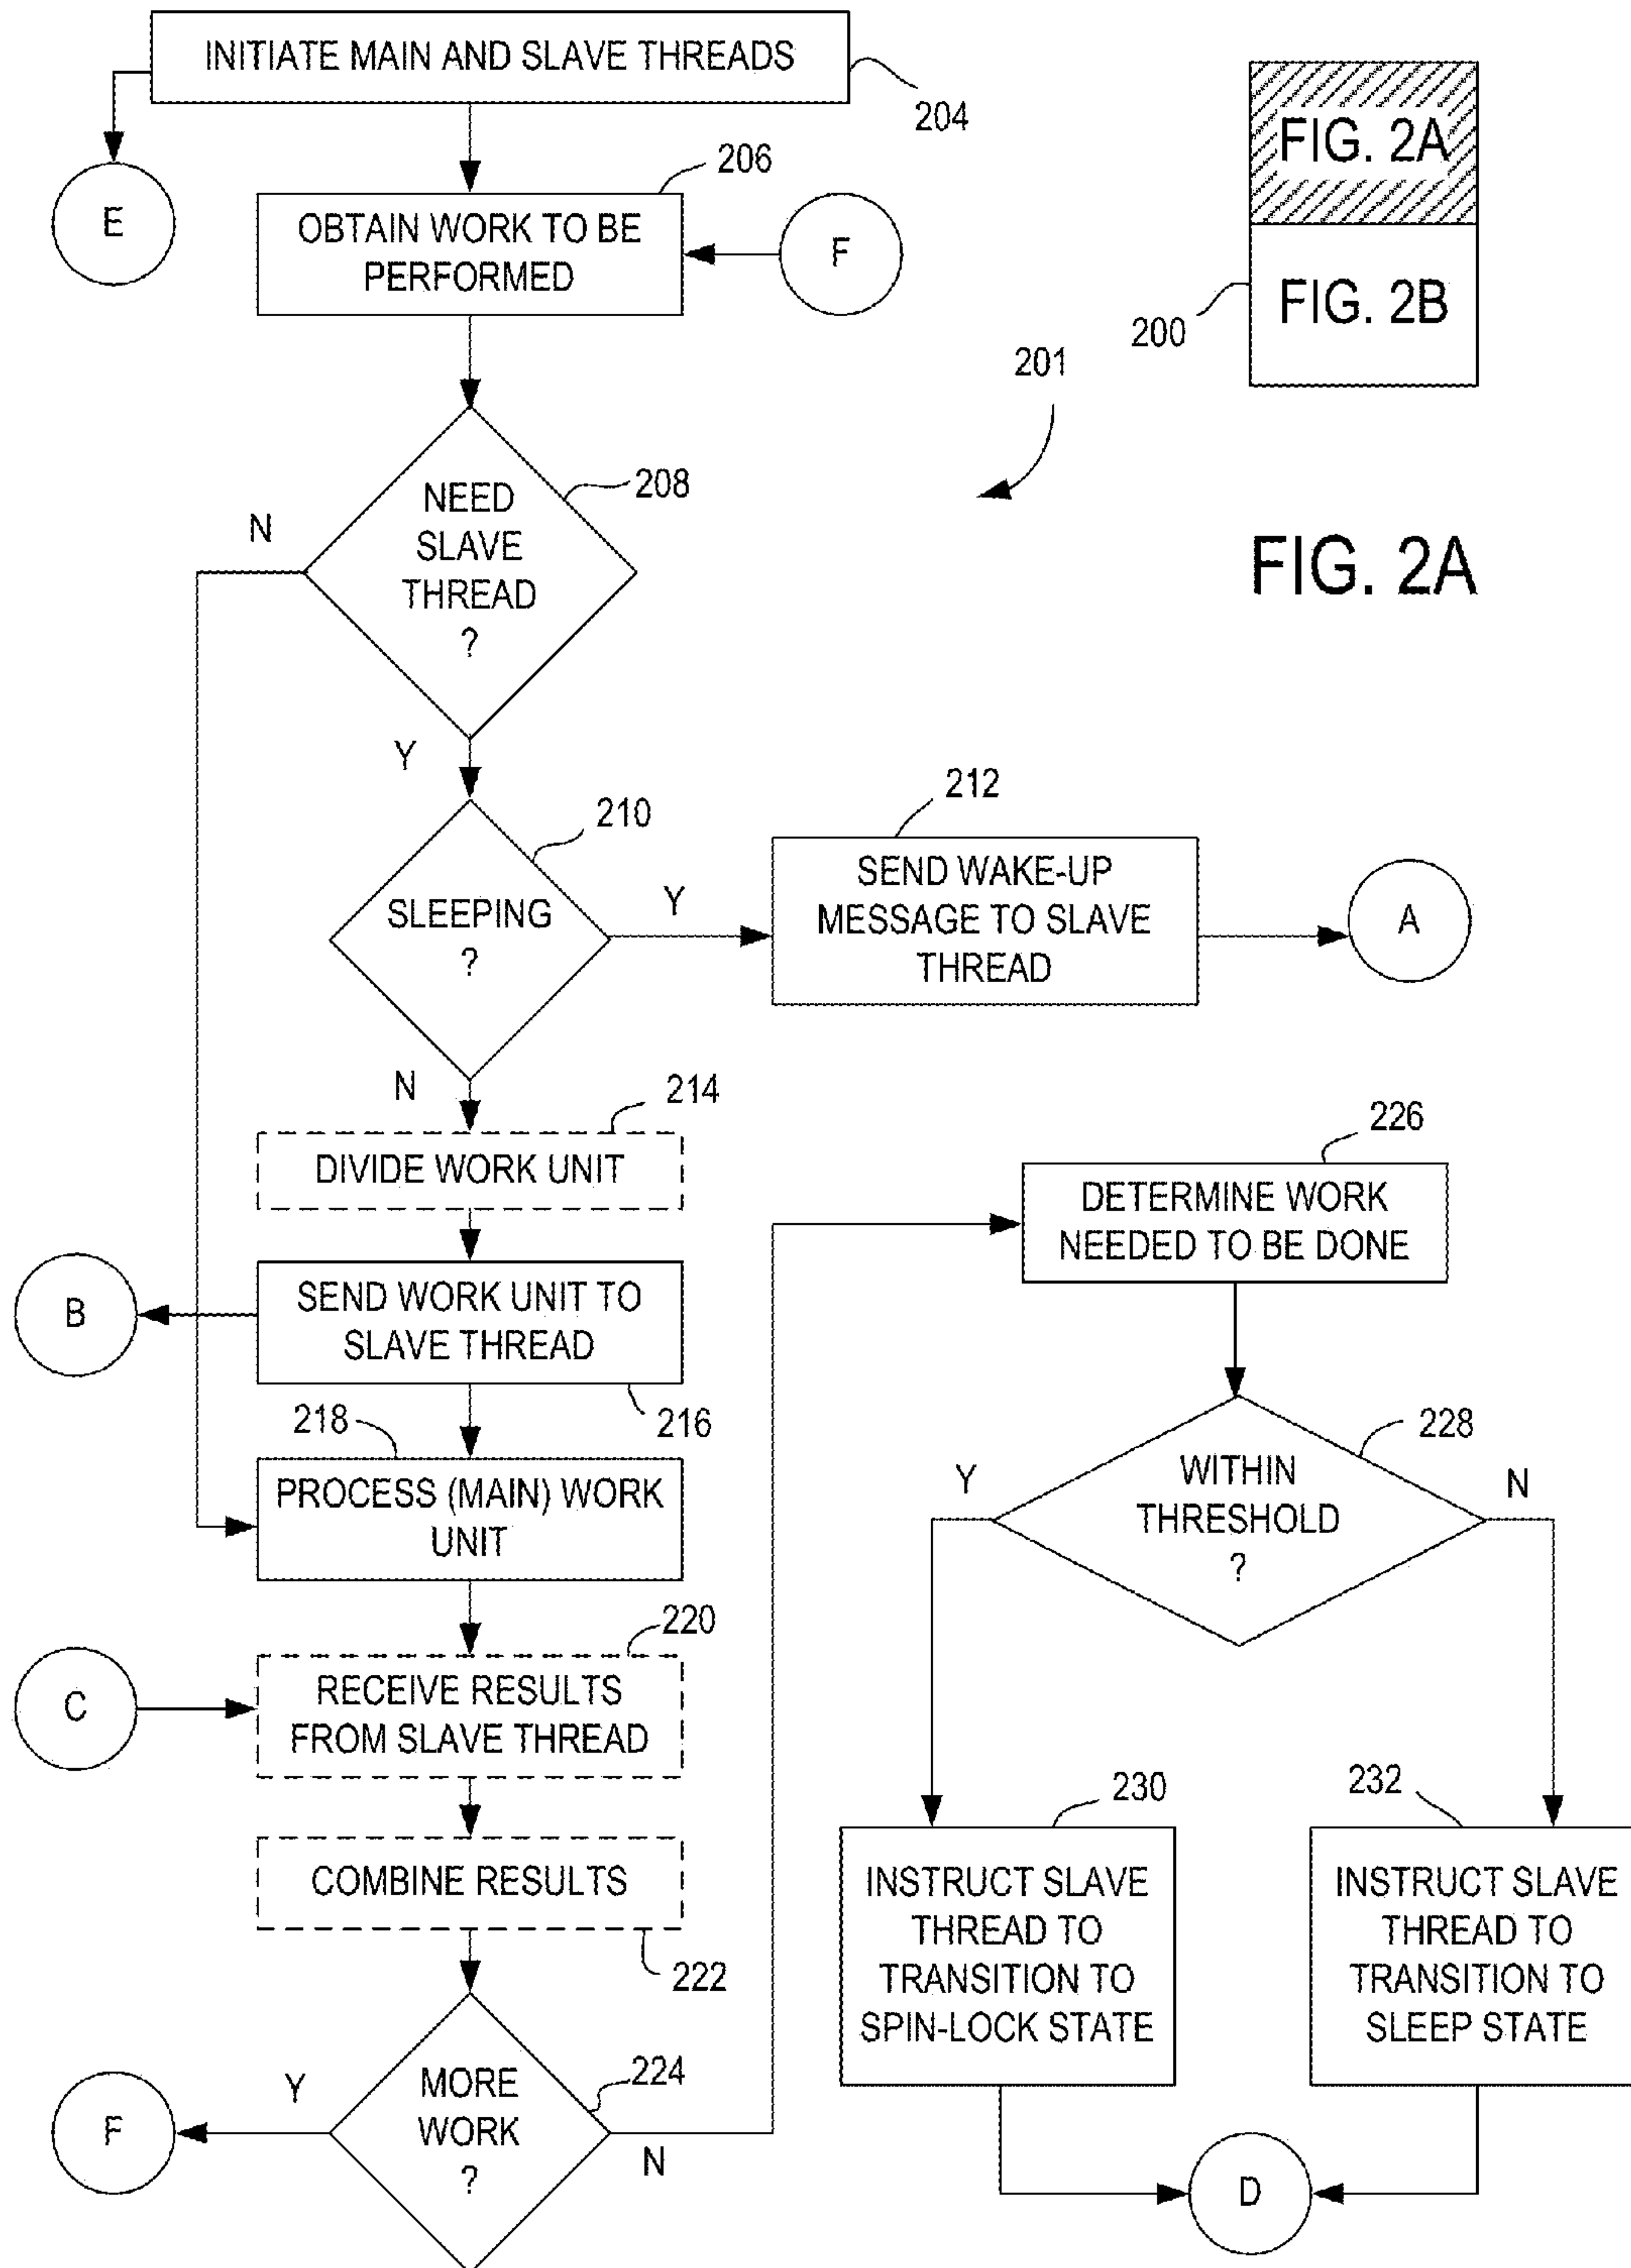 INITIATE MAIN AND SLAVE THREADS
204
E
206
OBTAIN WORK TO BE
PERFORMED
F
FIG. 2A
FIG. 2B
200
201
FIG. 2A
208
NEED
SLAVE
THREAD
?
N
Y
210
SLEEPING
?
Y
212
SEND WAKE-UP
MESSAGE TO SLAVE
THREAD
A
N
214
DIVIDE WORK UNIT
B
SEND WORK UNIT TO
SLAVE THREAD
216
218
PROCESS (MAIN) WORK
UNIT
220
C
RECEIVE RESULTS
FROM SLAVE THREAD
COMBINE RESULTS
222
224
MORE
WORK
?
Y
F
N
226
DETERMINE WORK
NEEDED TO BE DONE
228
WITHIN
THRESHOLD
?
Y
N
230
INSTRUCT SLAVE
THREAD TO
TRANSITION TO
SPIN-LOCK STATE
232
INSTRUCT SLAVE
THREAD TO
TRANSITION TO
SLEEP STATE
D